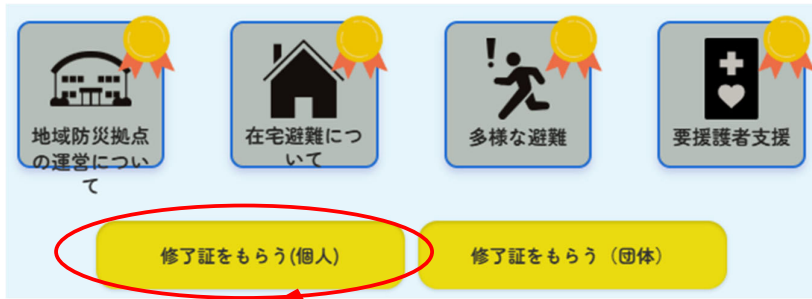 地域防災拠点
の運営につい
て
在宅避難につ
いて
多様な避難
要援護者支援
修了証をもらう(個人)
修了証をもらう（団体）